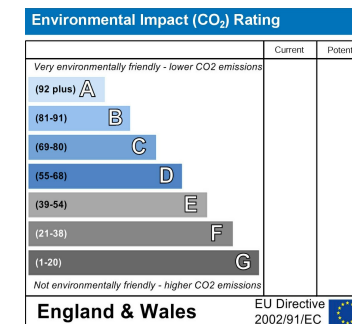 Environmental Impact (CO₂) Rating
Current Potent
Very environmentally friendly - lower CO2 emissions
(92 plus) A
(81-91) B
(69-80) C
(55-68) D
(39-54) E
(21-38) F
(1-20) G
Not environmentally friendly - higher CO2 emissions
England & Wales
EU Directive
2002/91/EC